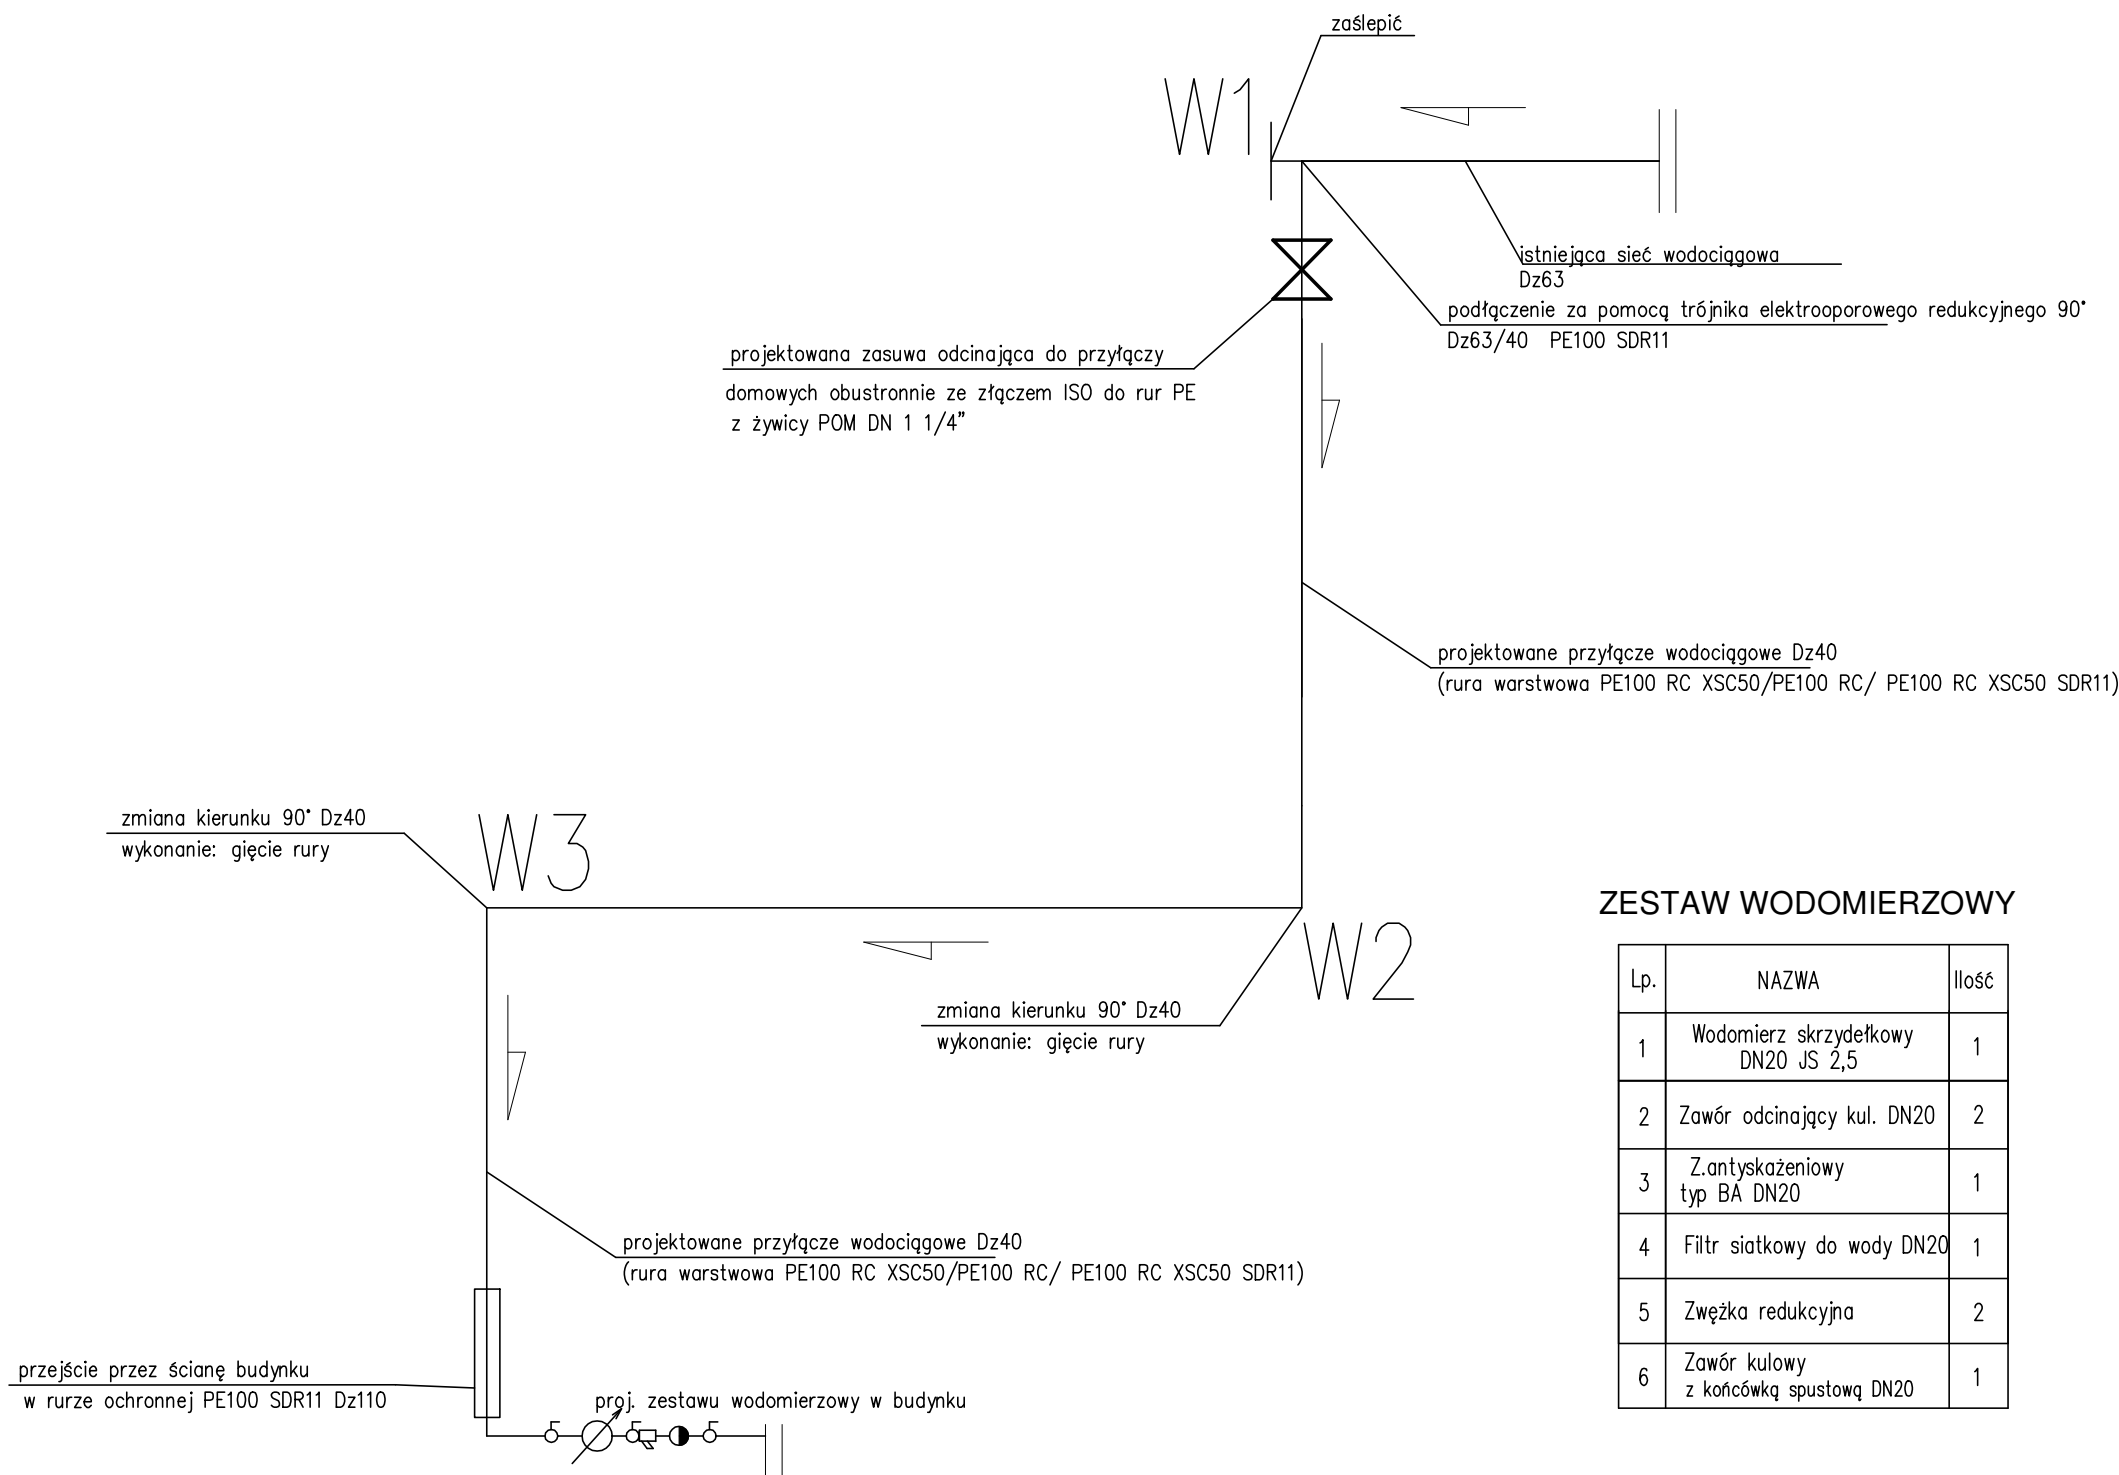 zaślepić
W1
istniejąca sieć wodociągowa
Dz63
podłączenie za pomocą trójnika elektrooporowego redukcyjnego 90°
Dz63/40 PE100 SDR11
projektowana zasuwa odcinająca do przyłączy
domowych obustronnie ze złączem ISO do rur PE
z żywicy POM DN 1 1/4"
projektowane przyłącze wodociągowe Dz40
(rura warstwowa PE100 RC XSC50/PE100 RC/ PE100 RC XSC50 SDR11)
zmiana kierunku 90° Dz40
wykonanie: gięcie rury
W3
W2
zmiana kierunku 90° Dz40
wykonanie: gięcie rury
projektowane przyłącze wodociągowe Dz40
(rura warstwowa PE100 RC XSC50/PE100 RC/ PE100 RC XSC50 SDR11)
przejście przez ścianę budynku
w rurze ochronnej PE100 SDR11 Dz110
proj. zestawu wodomierzowy w budynku
ZESTAW WODOMIERZOWY
Lp. NAZWA Ilość
1 Wodomierz skrzydełkowy 1
DN20 JS 2,5
2 Zawór odcinający kul. DN20 2
3 Z.antyskażeniowy 1
typ BA DN20
4 Filtr siatkowy do wody DN20 1
5 Zwężka redukcyjna 2
6 Zawór kulowy 1
z końcówką spustową DN20